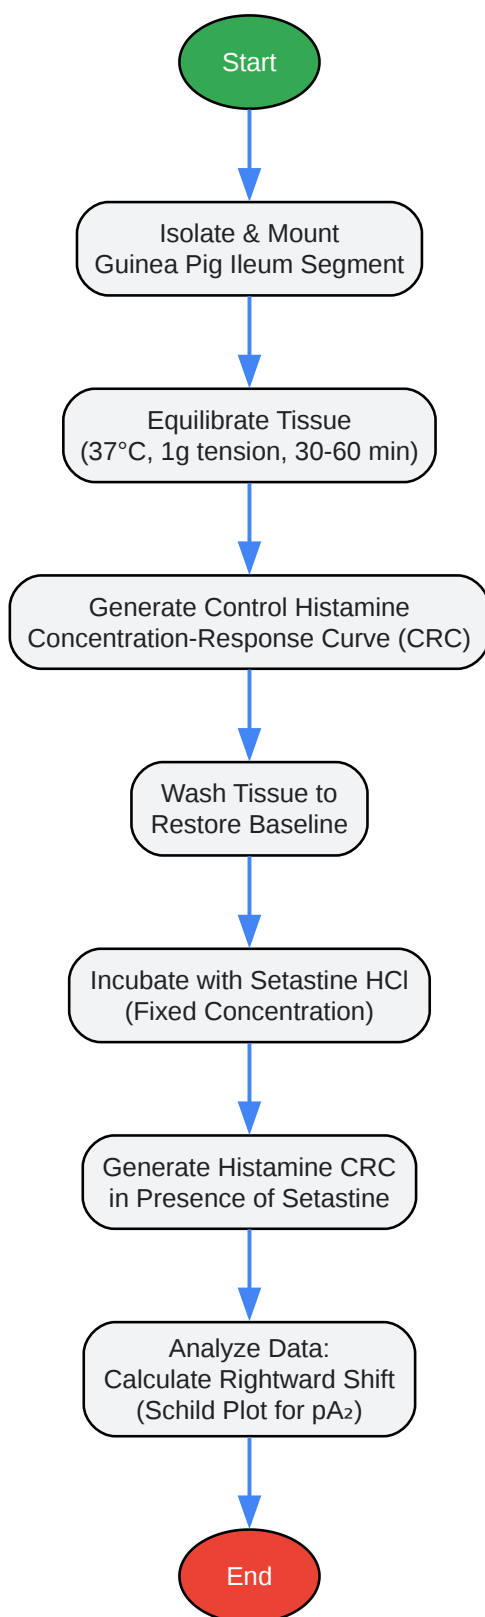 Start
Isolate & Mount
Guinea Pig Ileum Segment
Equilibrate Tissue
(37°C, 1g tension, 30-60 min)
Generate Control Histamine
Concentration-Response Curve (CRC)
Wash Tissue to
Restore Baseline
Incubate with Setastine HCl
(Fixed Concentration)
Generate Histamine CRC
in Presence of Setastine
Analyze Data:
Calculate Rightward Shift
(Schild Plot for pA₂)
End